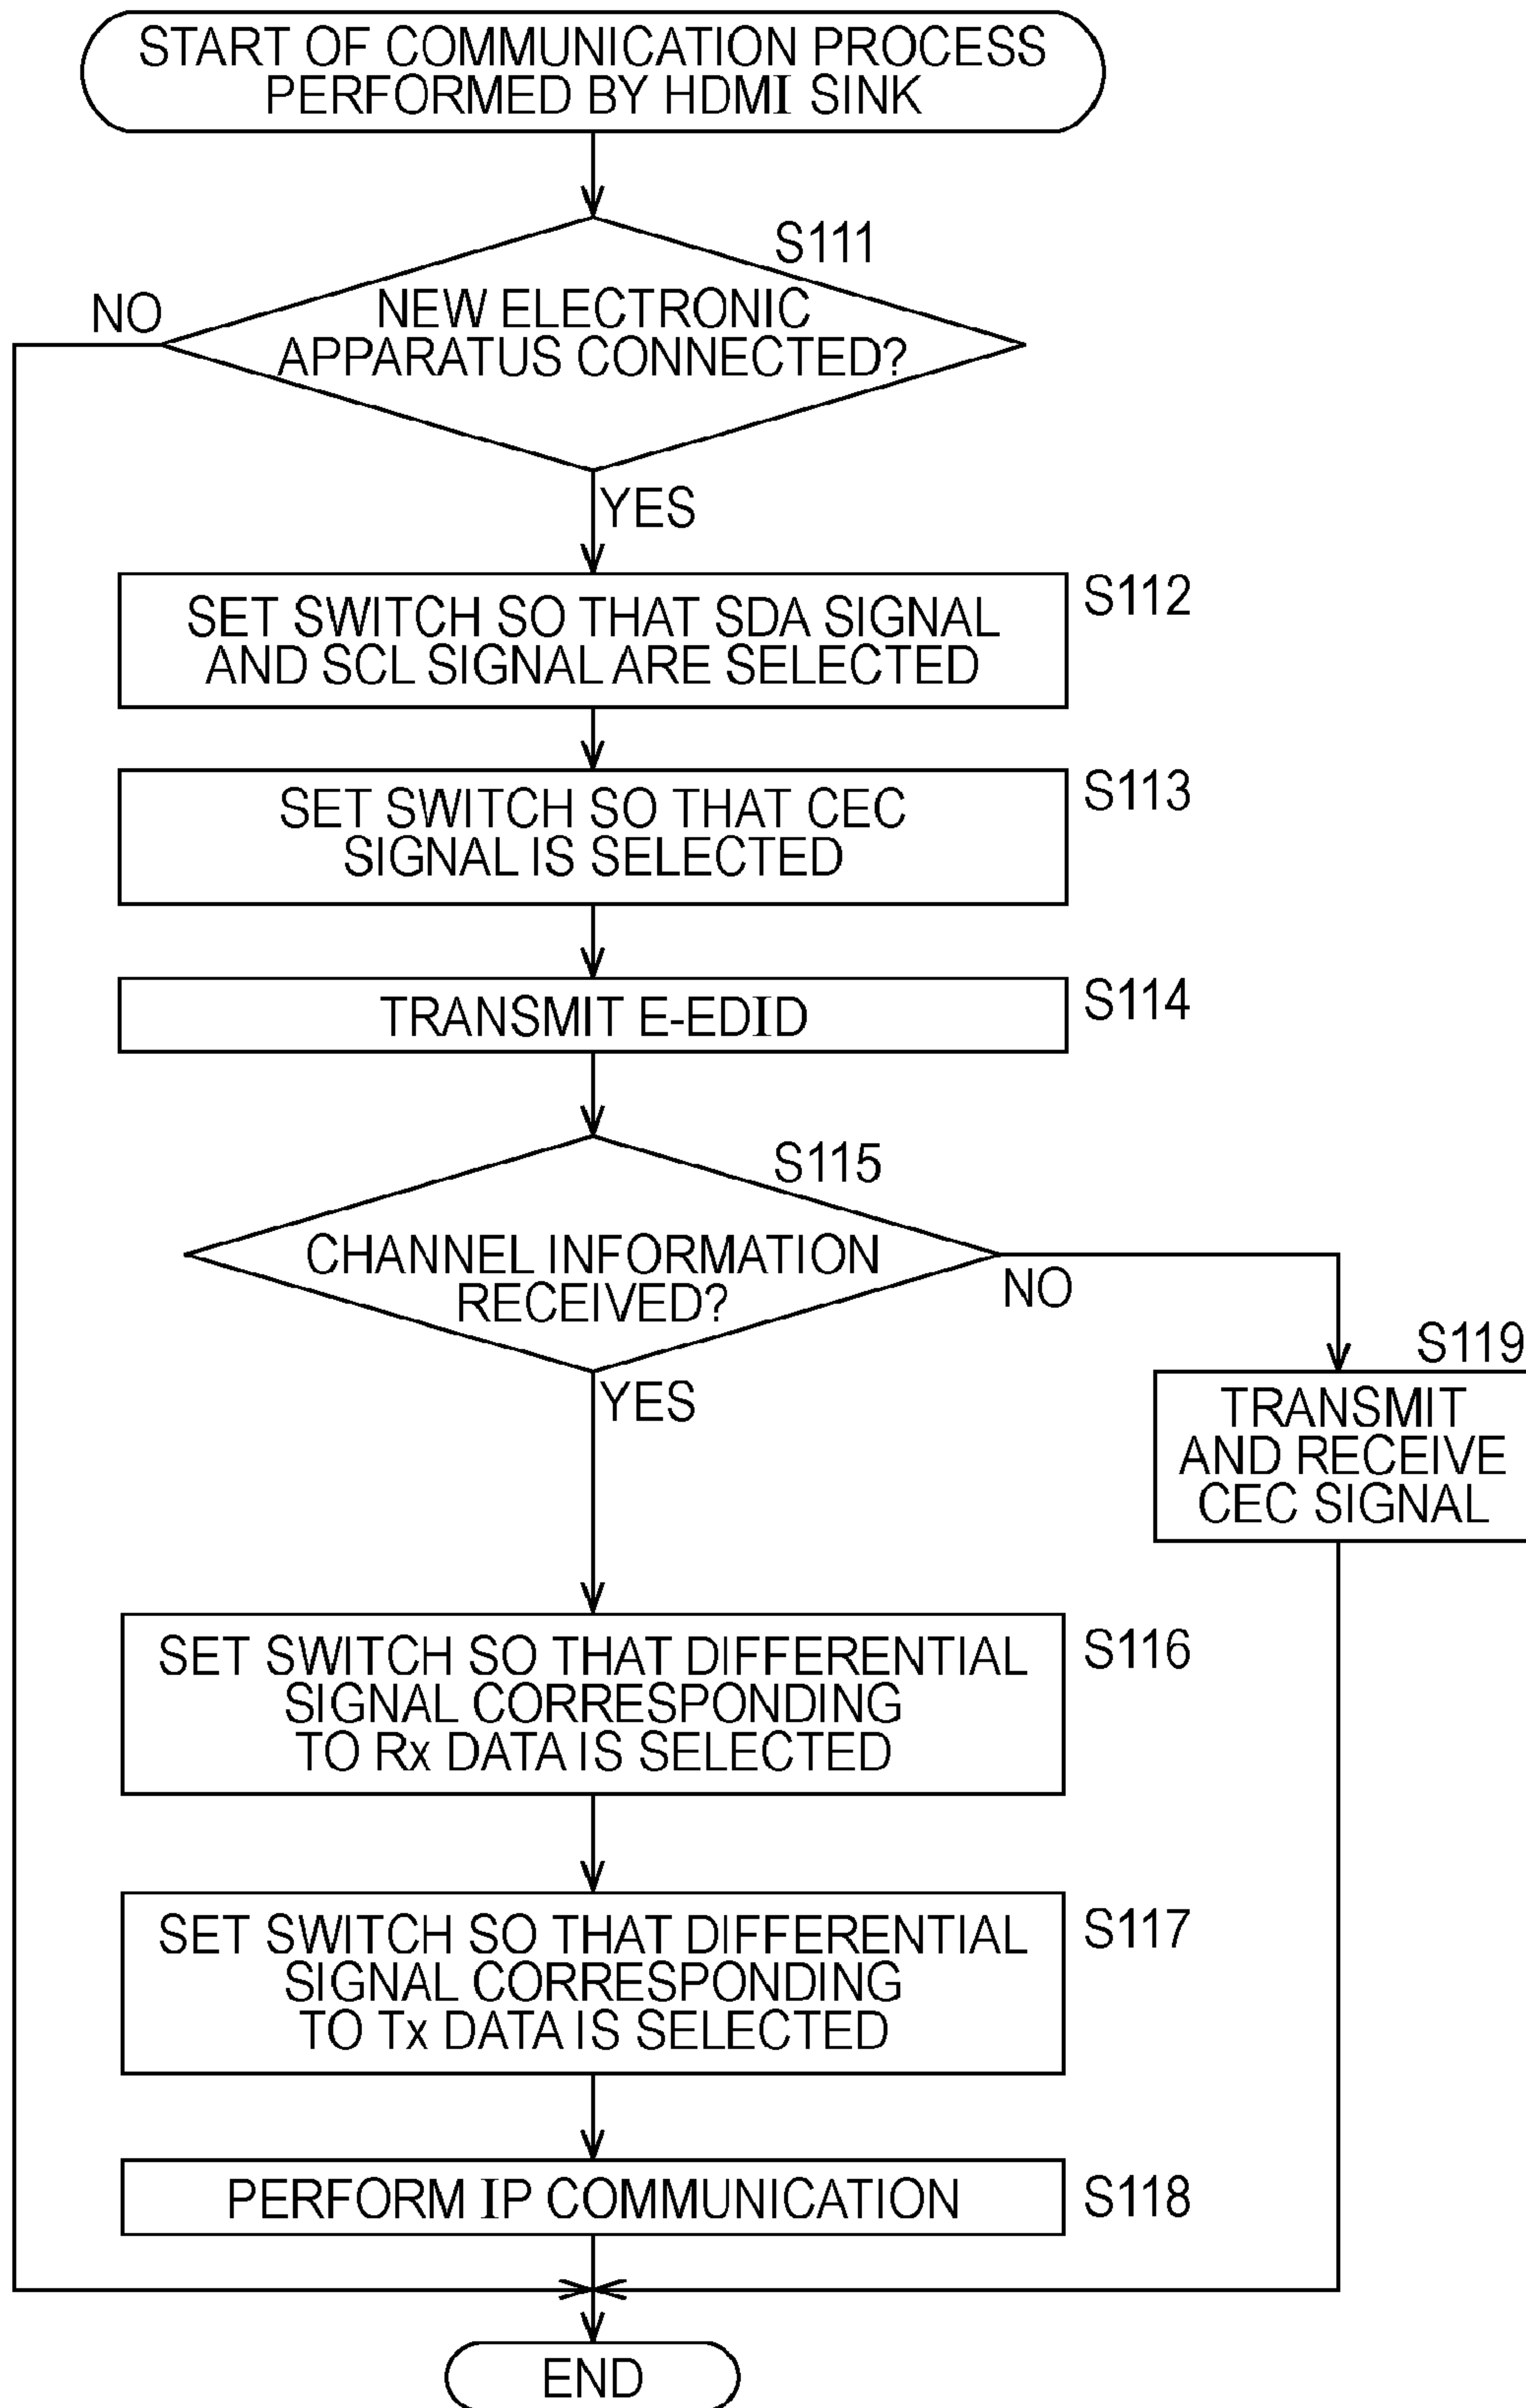 START OF COMMUNICATION PROCESS
PERFORMED BY HDMI SINK
S111
NO
NEW ELECTRONIC
APPARATUS CONNECTED?
YES
S112
SET SWITCH SO THAT SDA SIGNAL
AND SCL SIGNAL ARE SELECTED
S113
SET SWITCH SO THAT CEC
SIGNAL IS SELECTED
S114
TRANSMIT E-EDID
S115
CHANNEL INFORMATION
RECEIVED?
NO
YES
S119
TRANSMIT
AND RECEIVE
CEC SIGNAL
S116
SET SWITCH SO THAT DIFFERENTIAL
SIGNAL CORRESPONDING
TO Rx DATA IS SELECTED
S117
SET SWITCH SO THAT DIFFERENTIAL
SIGNAL CORRESPONDING
TO Tx DATA IS SELECTED
PERFORM IP COMMUNICATION
S118
END